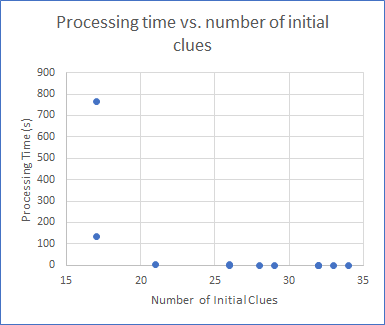 Processing time vs. number of initial
clues
900
800
700
600
500
400
300
200
100
0
Processing Time (s)
15 20 25 30 35
Number of Initial Clues